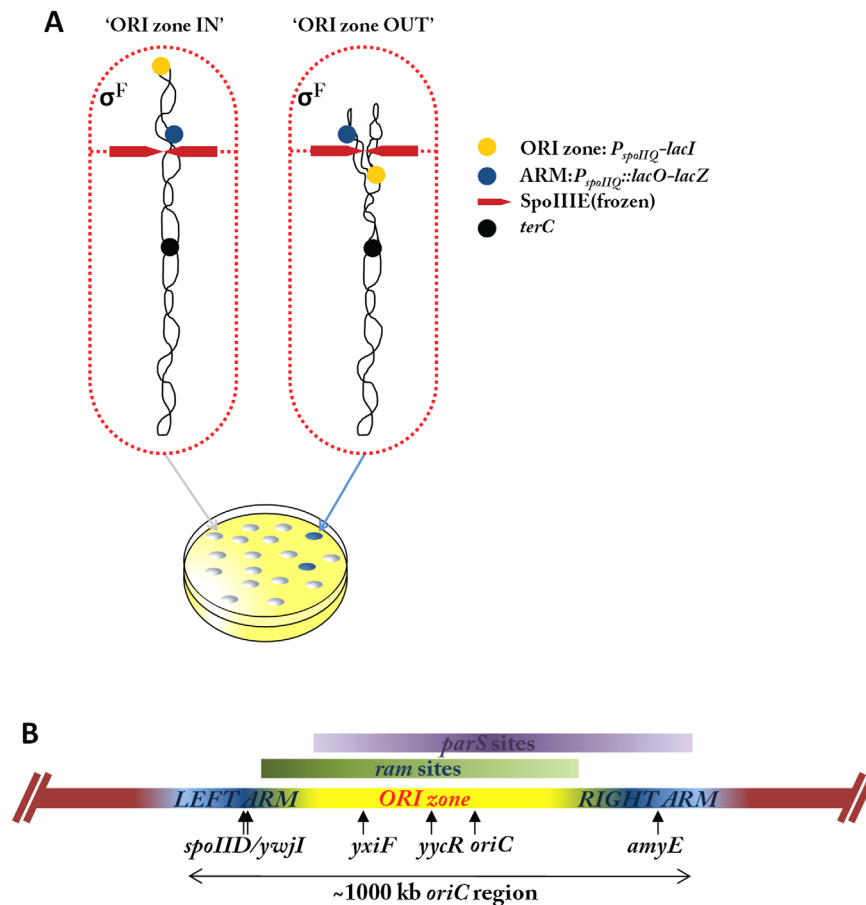 A
'ORI zone IN'
'ORI zone OUT'
σF
σF
ORI zone: PspoIIQ-lacI
ARM:PspoIIQ::lacO-lacZ
SpoIIIE(frozen)
terC
B
parS sites
ram sites
LEFT ARM ORI zone RIGHT ARM
spoIID/ywjI yxiF yycR oriC amyE
~1000 kb oriC region